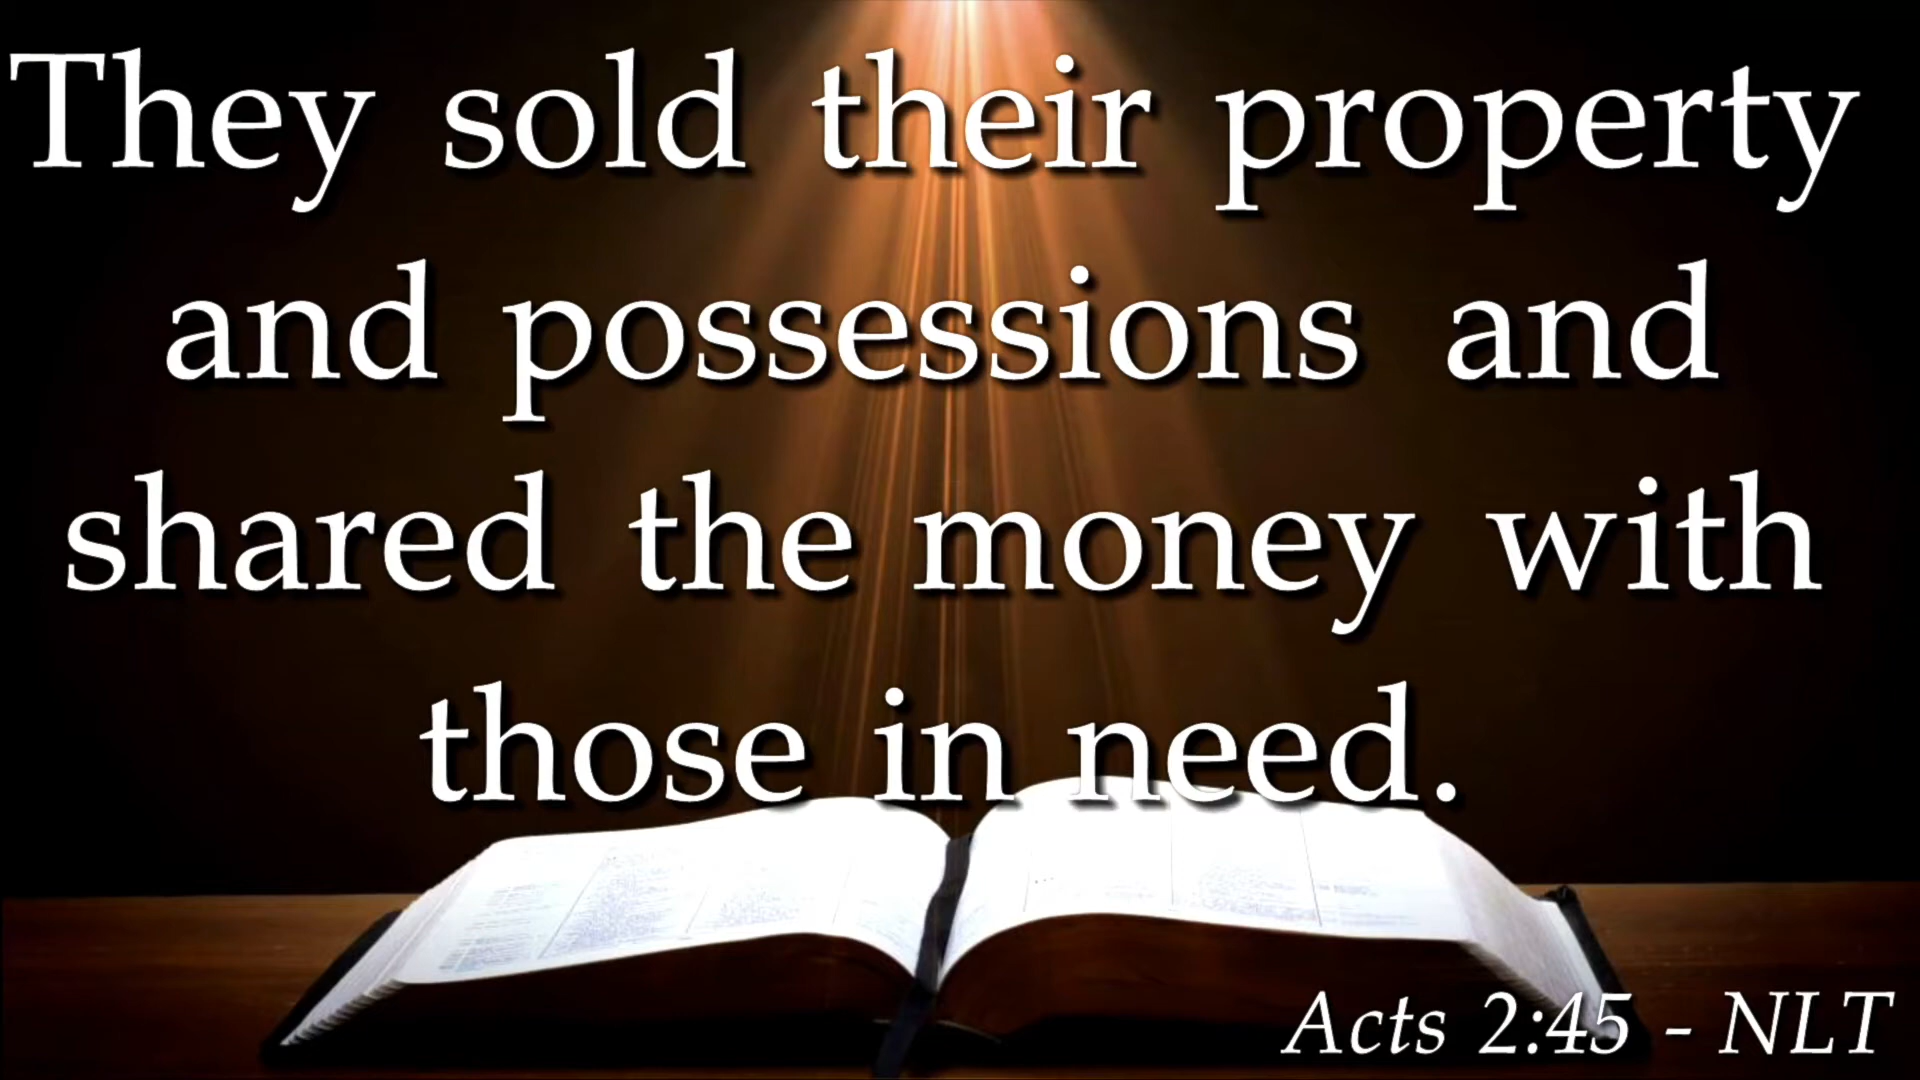 They sold their property
and possessions and
shared the money with
those in need.
Acts 2:45 - NLT